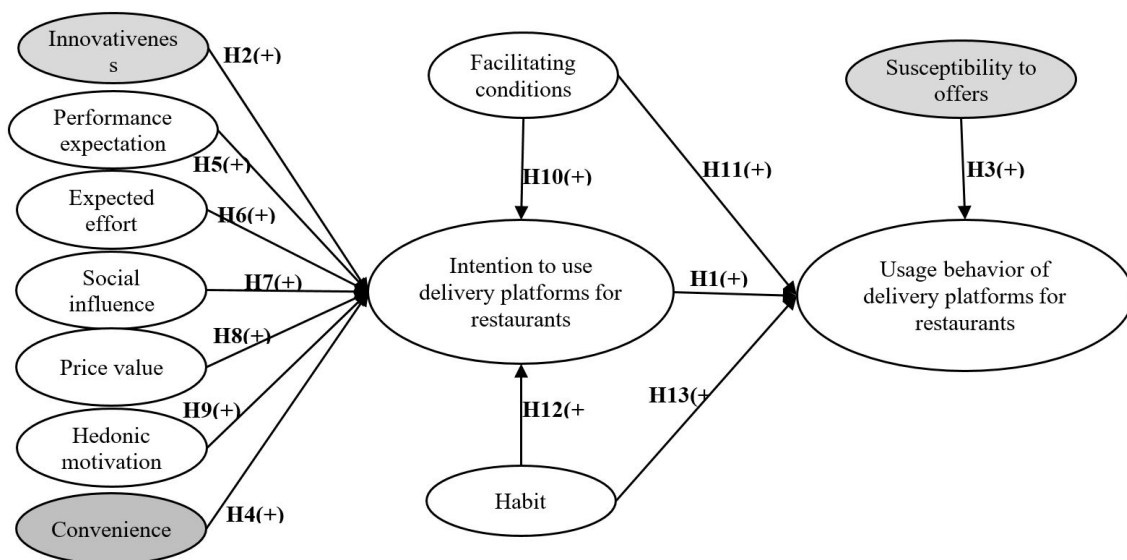 Innovativenes
s
H2(+)
Performance
expectation
H5(+)
Expected
effort
H6(+)
Social
influence
H7(+)
Price value
H8(+)
Hedonic
motivation
H9(+)
Convenience
H4(+)
Facilitating
conditions
H10(+)
H11(+)
Intention to use
delivery platforms for
restaurants
H1(+)
H12(+
Habit
H13(+
Susceptibility to
offers
H3(+)
Usage behavior of
delivery platforms for
restaurants